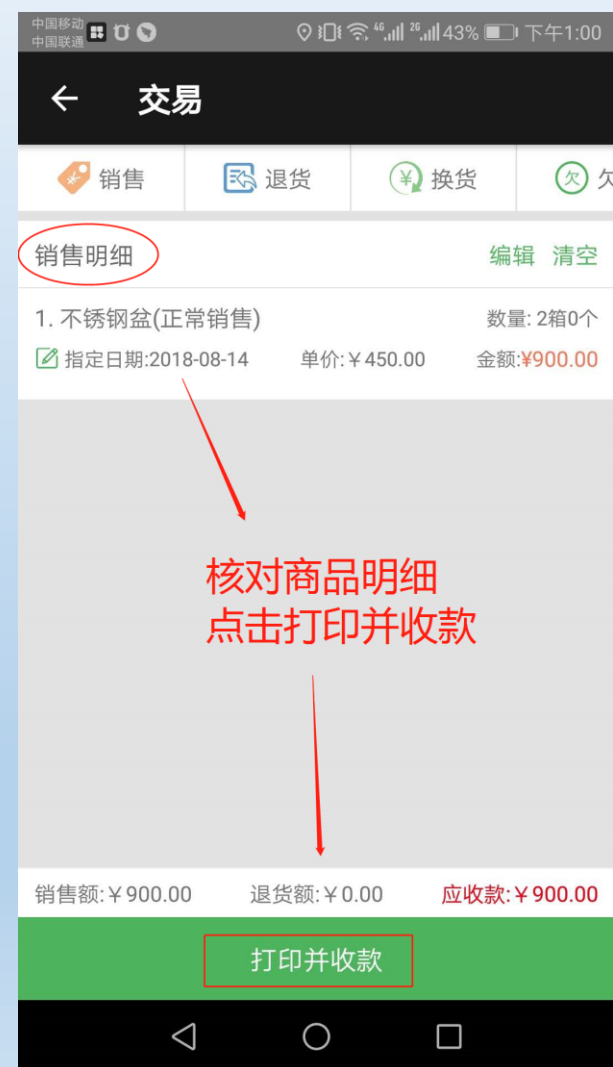 中国移动
中国联通
4G 2G 43% 下午1:00
交易
销售 退货 换货 欠
销售明细 编辑 清空
1. 不锈钢盆(正常销售) 数量: 2箱0个
指定日期:2018-08-14 单价:￥450.00 金额:¥900.00
核对商品明细
点击打印并收款
销售额:￥900.00 退货额:￥0.00 应收款:￥900.00
打印并收款